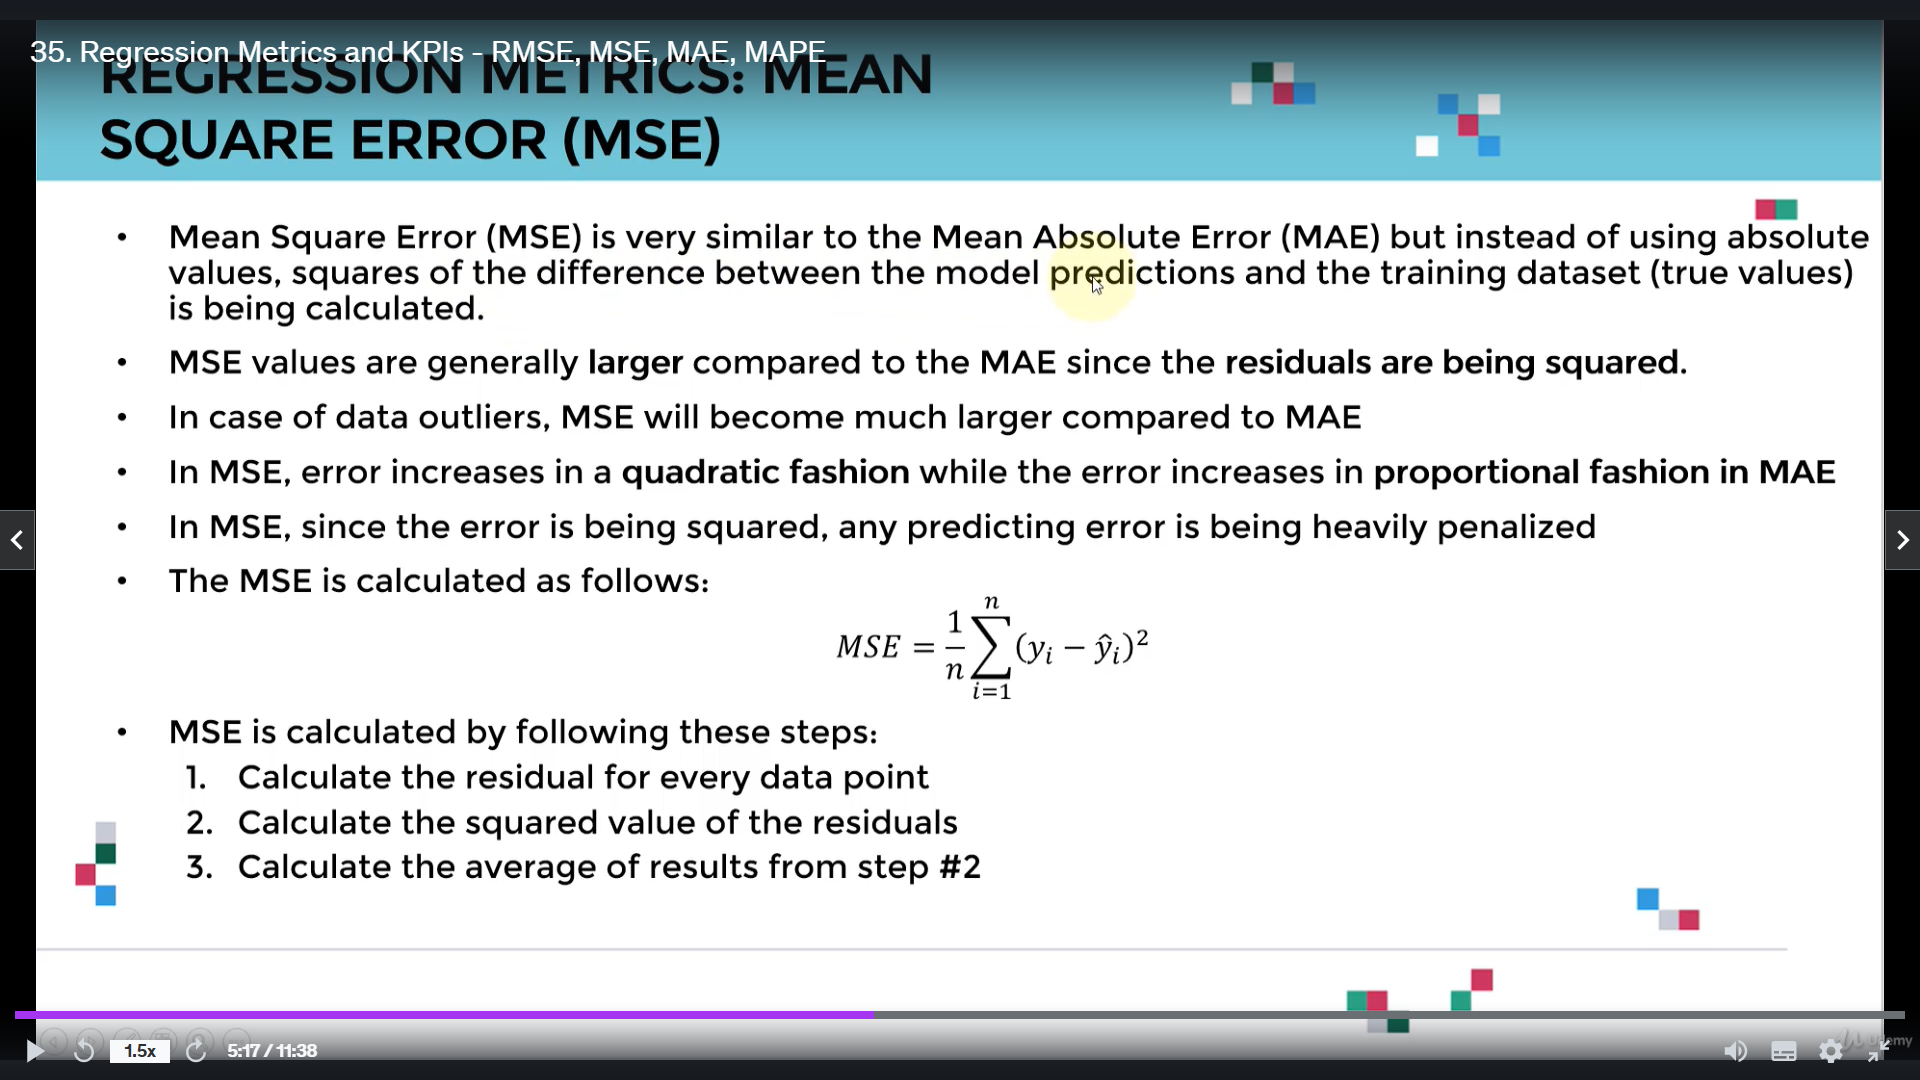 35. Regression Metrics and KPIs - RMSE, MSE, MAE, MAPE
REGRESSION METRICS: MEAN
SQUARE ERROR (MSE)
• Mean Square Error (MSE) is very similar to the Mean Absolute Error (MAE) but instead of using absolute
values, squares of the difference between the model predictions and the training dataset (true values)
is being calculated.
• MSE values are generally larger compared to the MAE since the residuals are being squared.
• In case of data outliers, MSE will become much larger compared to MAE
• In MSE, error increases in a quadratic fashion while the error increases in proportional fashion in MAE
• In MSE, since the error is being squared, any predicting error is being heavily penalized
• The MSE is calculated as follows:
MSE = 1/n ∑_{i=1}^{n} (y_i − ŷ_i)²
• MSE is calculated by following these steps:
1. Calculate the residual for every data point
2. Calculate the squared value of the residuals
3. Calculate the average of results from step #2
1.5x 5:17 / 11:38